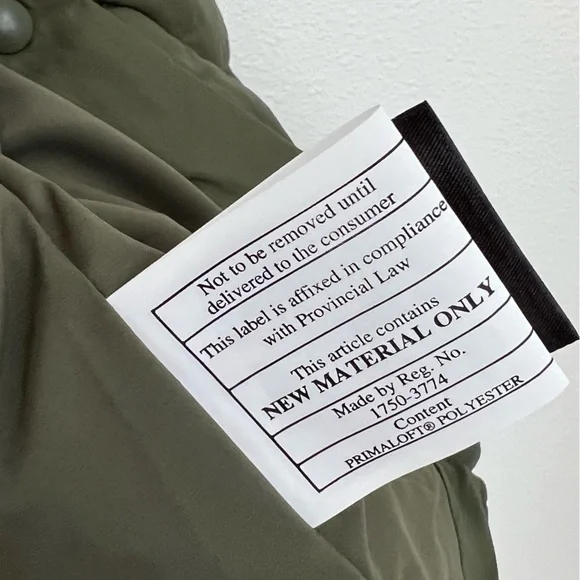 Not to be removed until
delivered to the consumer
This label is affixed in compliance
with Provincial Law
This article contains
NEW MATERIAL ONLY
Made by Reg. No.
1750-3774
Content
PRIMALOFT® POLYESTER